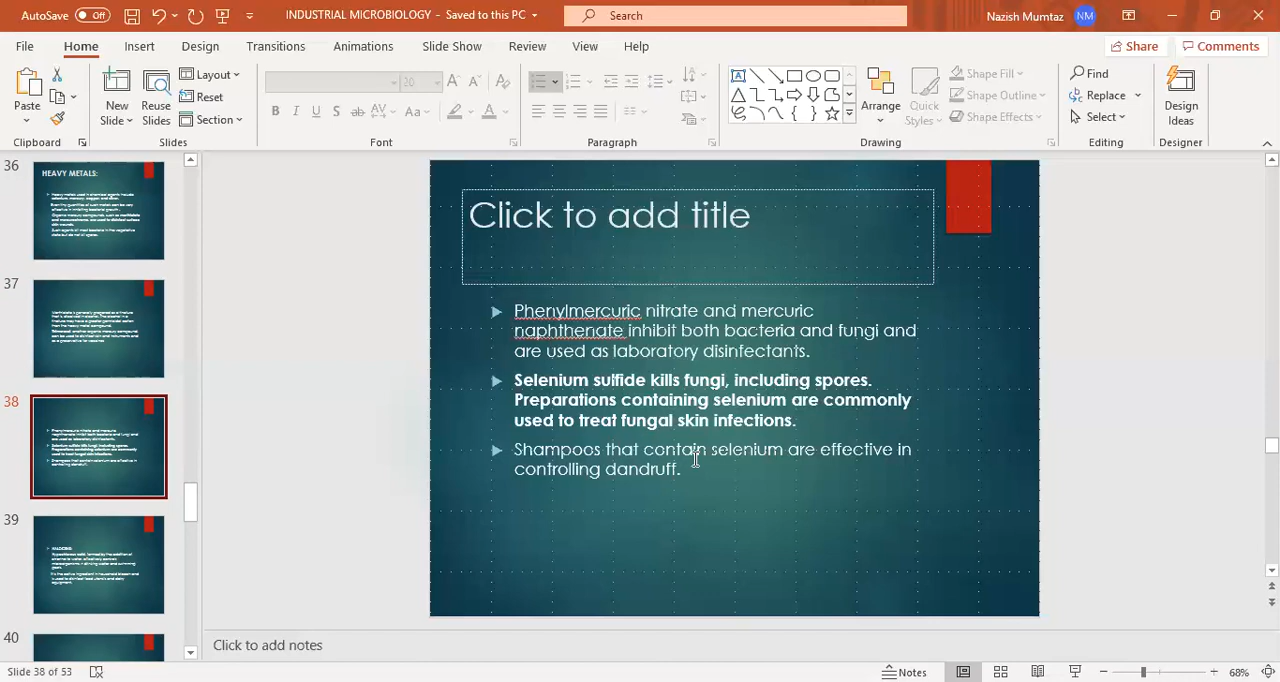 AutoSave Off INDUSTRIAL MICROBIOLOGY - Saved to this PC Search Nazish Mumtaz NM
File Home Insert Design Transitions Animations Slide Show Review View Help Share Comments
Paste New Slide Reuse Slides Layout Reset Section
Arrange Quick Styles Shape Fill Shape Outline Shape Effects Find Replace Select Design Ideas
Clipboard Slides Font Paragraph Drawing Editing Designer
36
HEAVY METALS:
37
38
39
40
Click to add title
Phenylmercuric nitrate and mercuric
naphthenate inhibit both bacteria and fungi and
are used as laboratory disinfectants.
Selenium sulfide kills fungi, including spores.
Preparations containing selenium are commonly
used to treat fungal skin infections.
Shampoos that contain selenium are effective in
controlling dandruff.
Click to add notes
Slide 38 of 53 Notes 68%